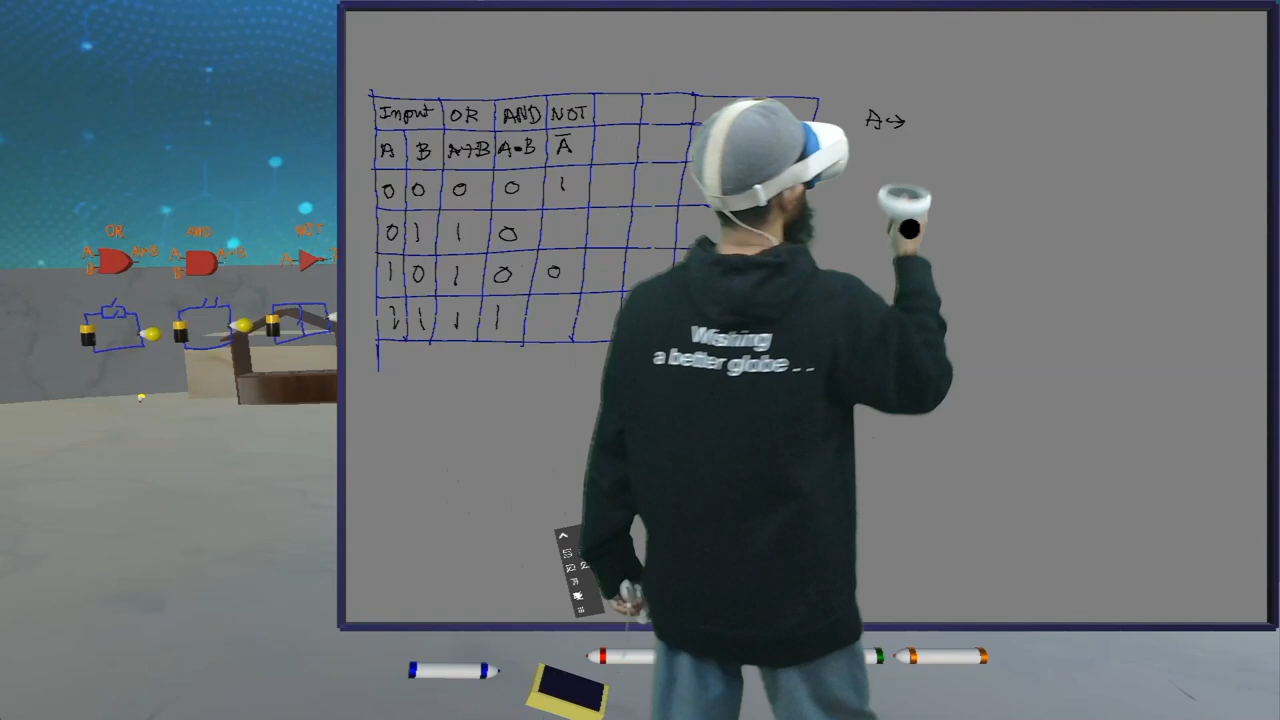 Input OR AND NOT
A B A+B A•B A̅
0 0 0 0 1
0 1 1 0
1 0 1 0 0
1 1 1 1
A→
OR AND NOT
A A+B A A
B B
Wishing
a better globe . .